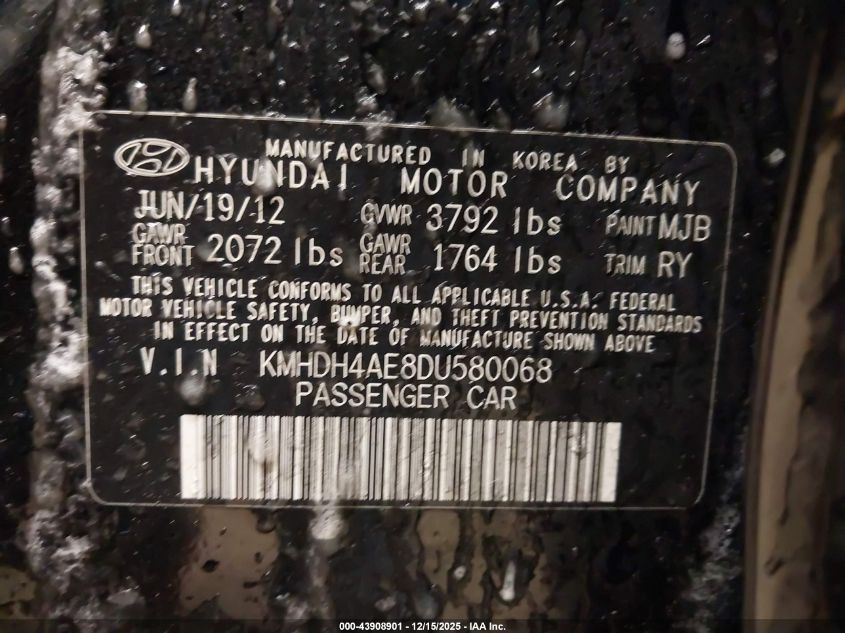 MANUFACTURED IN KOREA BY
HYUNDAI MOTOR COMPANY
JUN/19/12 GVWR 3792 lbs PAINT MJB
GAWR FRONT 2072 lbs GAWR REAR 1764 lbs TRIM RY
THIS VEHICLE CONFORMS TO ALL APPLICABLE U.S.A. FEDERAL
MOTOR VEHICLE SAFETY, BUMPER, AND THEFT PREVENTION STANDARDS
IN EFFECT ON THE DATE OF MANUFACTURE SHOWN ABOVE
V.I.N KMHDH4AE8DU580068
PASSENGER CAR
000-43908901 - 12/15/2025 - IAA Inc.